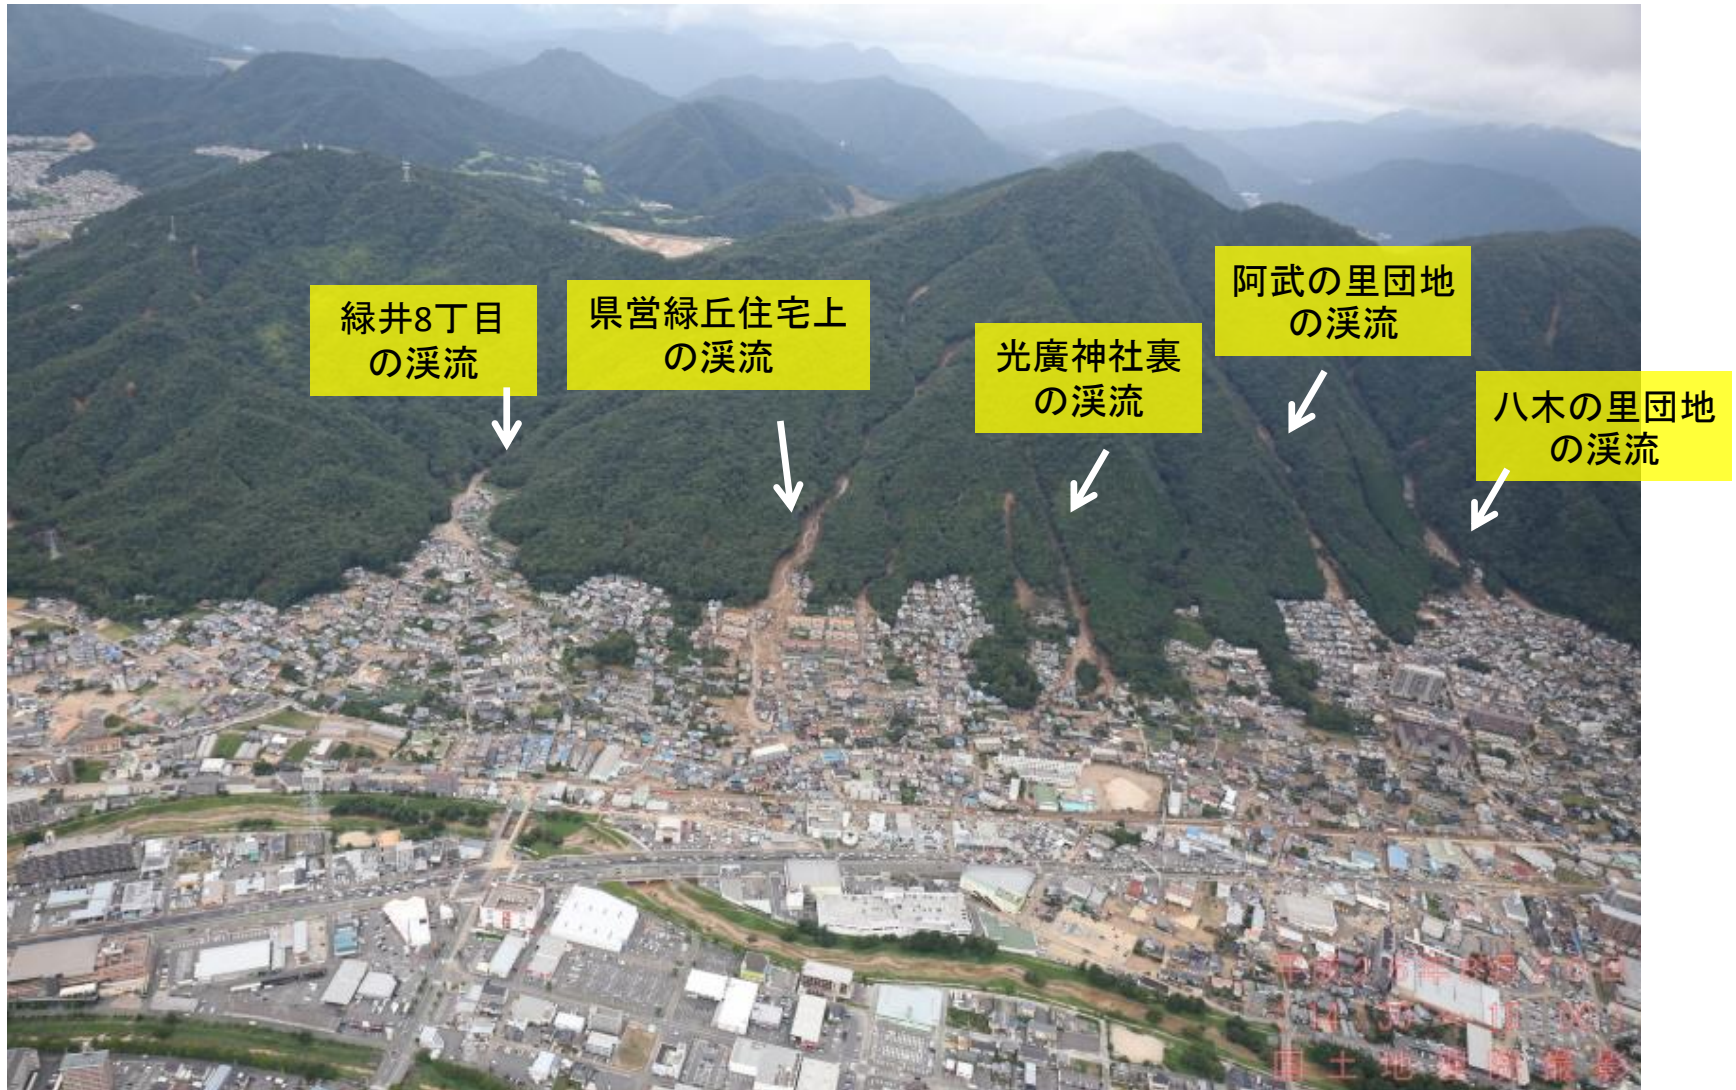 緑井8丁目
の渓流
県営緑丘住宅上
の渓流
光廣神社裏
の渓流
阿武の里団地
の渓流
八木の里団地
の渓流
国土地理院撮影